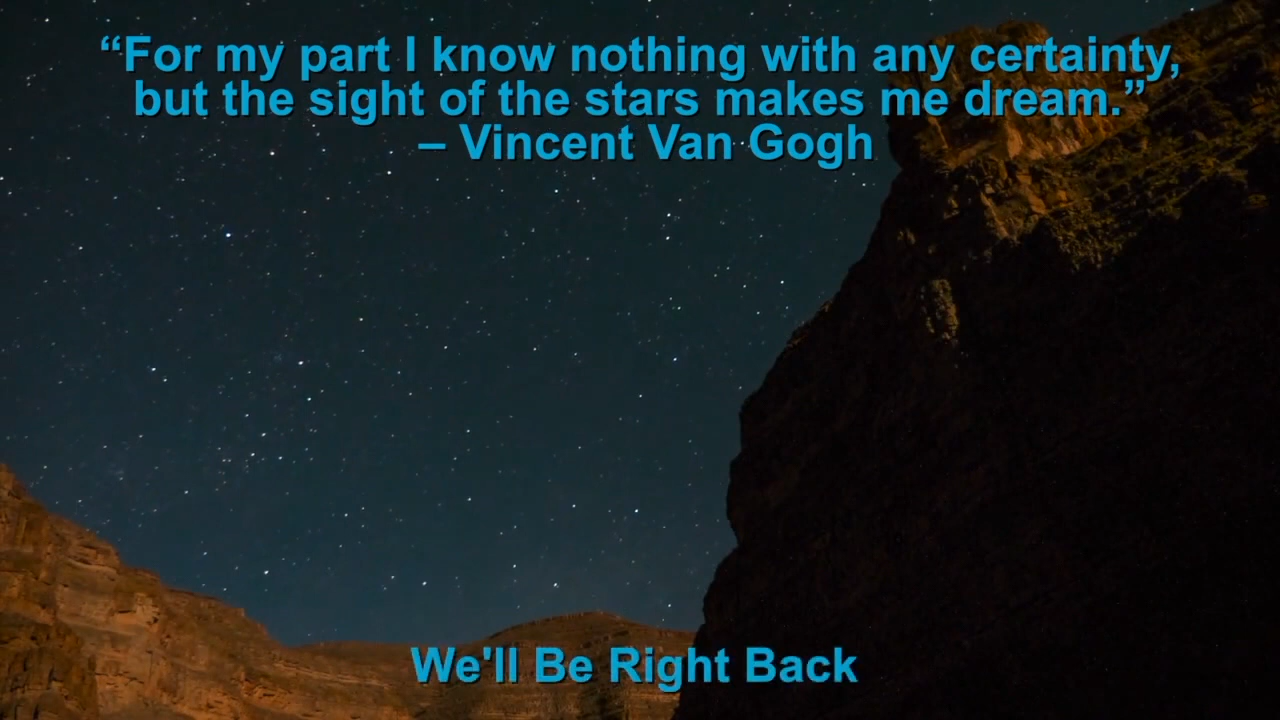 “For my part I know nothing with any certainty,
but the sight of the stars makes me dream.”
– Vincent Van Gogh
We'll Be Right Back